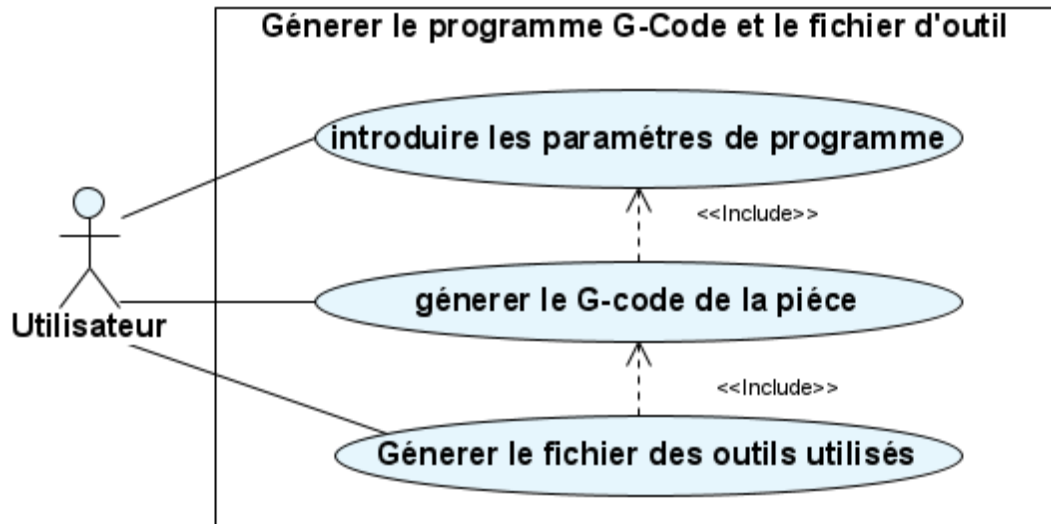 Génerer le programme G-Code et le fichier d'outil
introduire les paramétres de programme
<<Include>>
génerer le G-code de la piéce
Utilisateur
<<Include>>
Génerer le fichier des outils utilisés